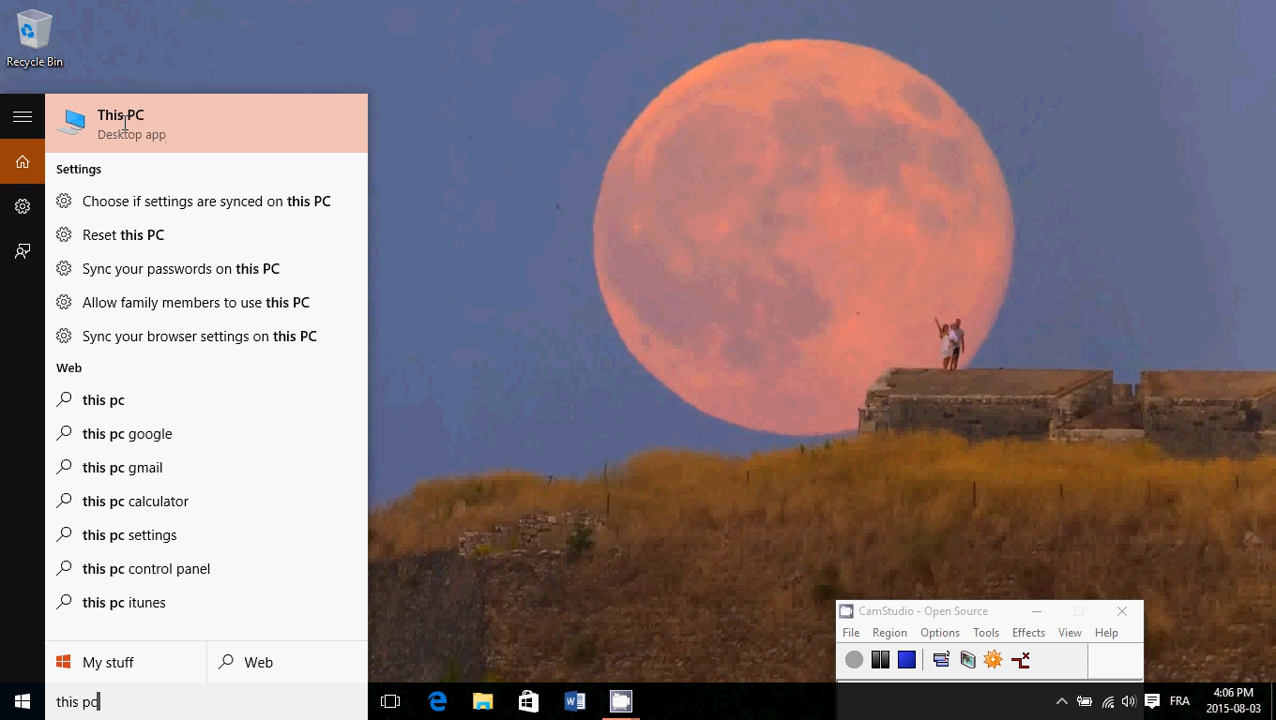 Recycle Bin
This PC
Desktop app
Settings
Choose if settings are synced on this PC
Reset this PC
Sync your passwords on this PC
Allow family members to use this PC
Sync your browser settings on this PC
Web
this pc
this pc google
this pc gmail
this pc calculator
this pc settings
this pc control panel
this pc itunes
My stuff
Web
this pc
CamStudio - Open Source
File Region Options Tools Effects View Help
FRA
4:06 PM
2015-08-03